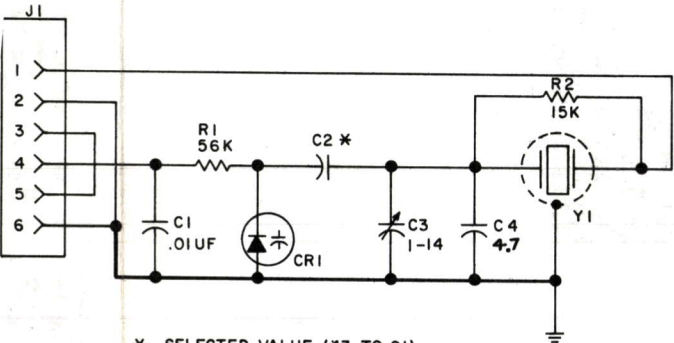 J1
1
2
3
4
5
6
R1
56K
C2 *
R2
15K
C1
.01UF
CR1
C3
1-14
C4
4.7
Y1
SELECTED VALUE